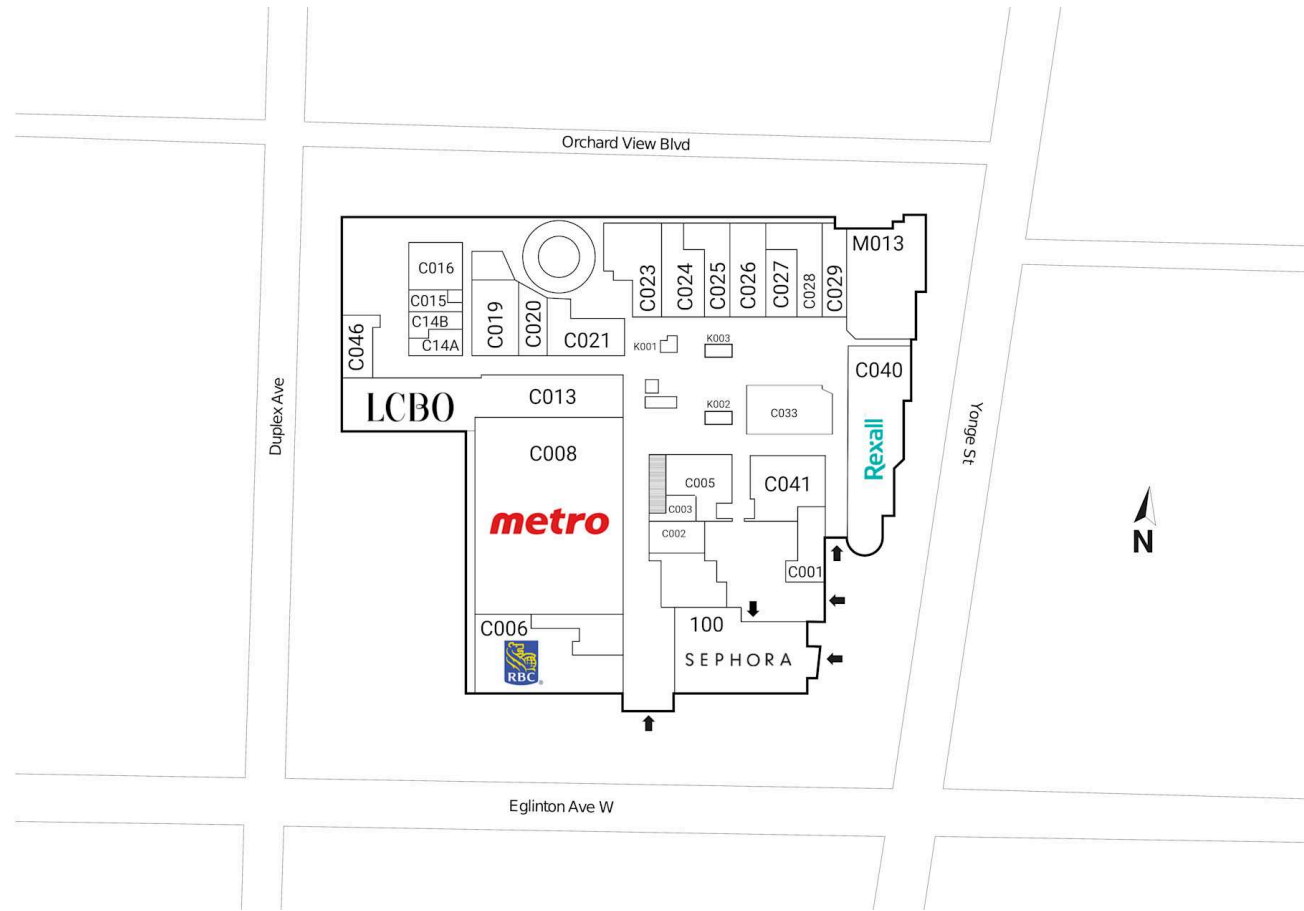 Orchard View Blvd
M013
C016
C023
C024
C025
C026
C027
C028
C029
C015
C14B
C14A
C019
C020
C021
C046
K001
K003
C040
Rexall
LCBO
C013
K002
C033
Duplex Ave
Yonge St
C008
metro
C005
C003
C002
C041
C001
N
C006
RBC
100
SEPHORA
Eglinton Ave W